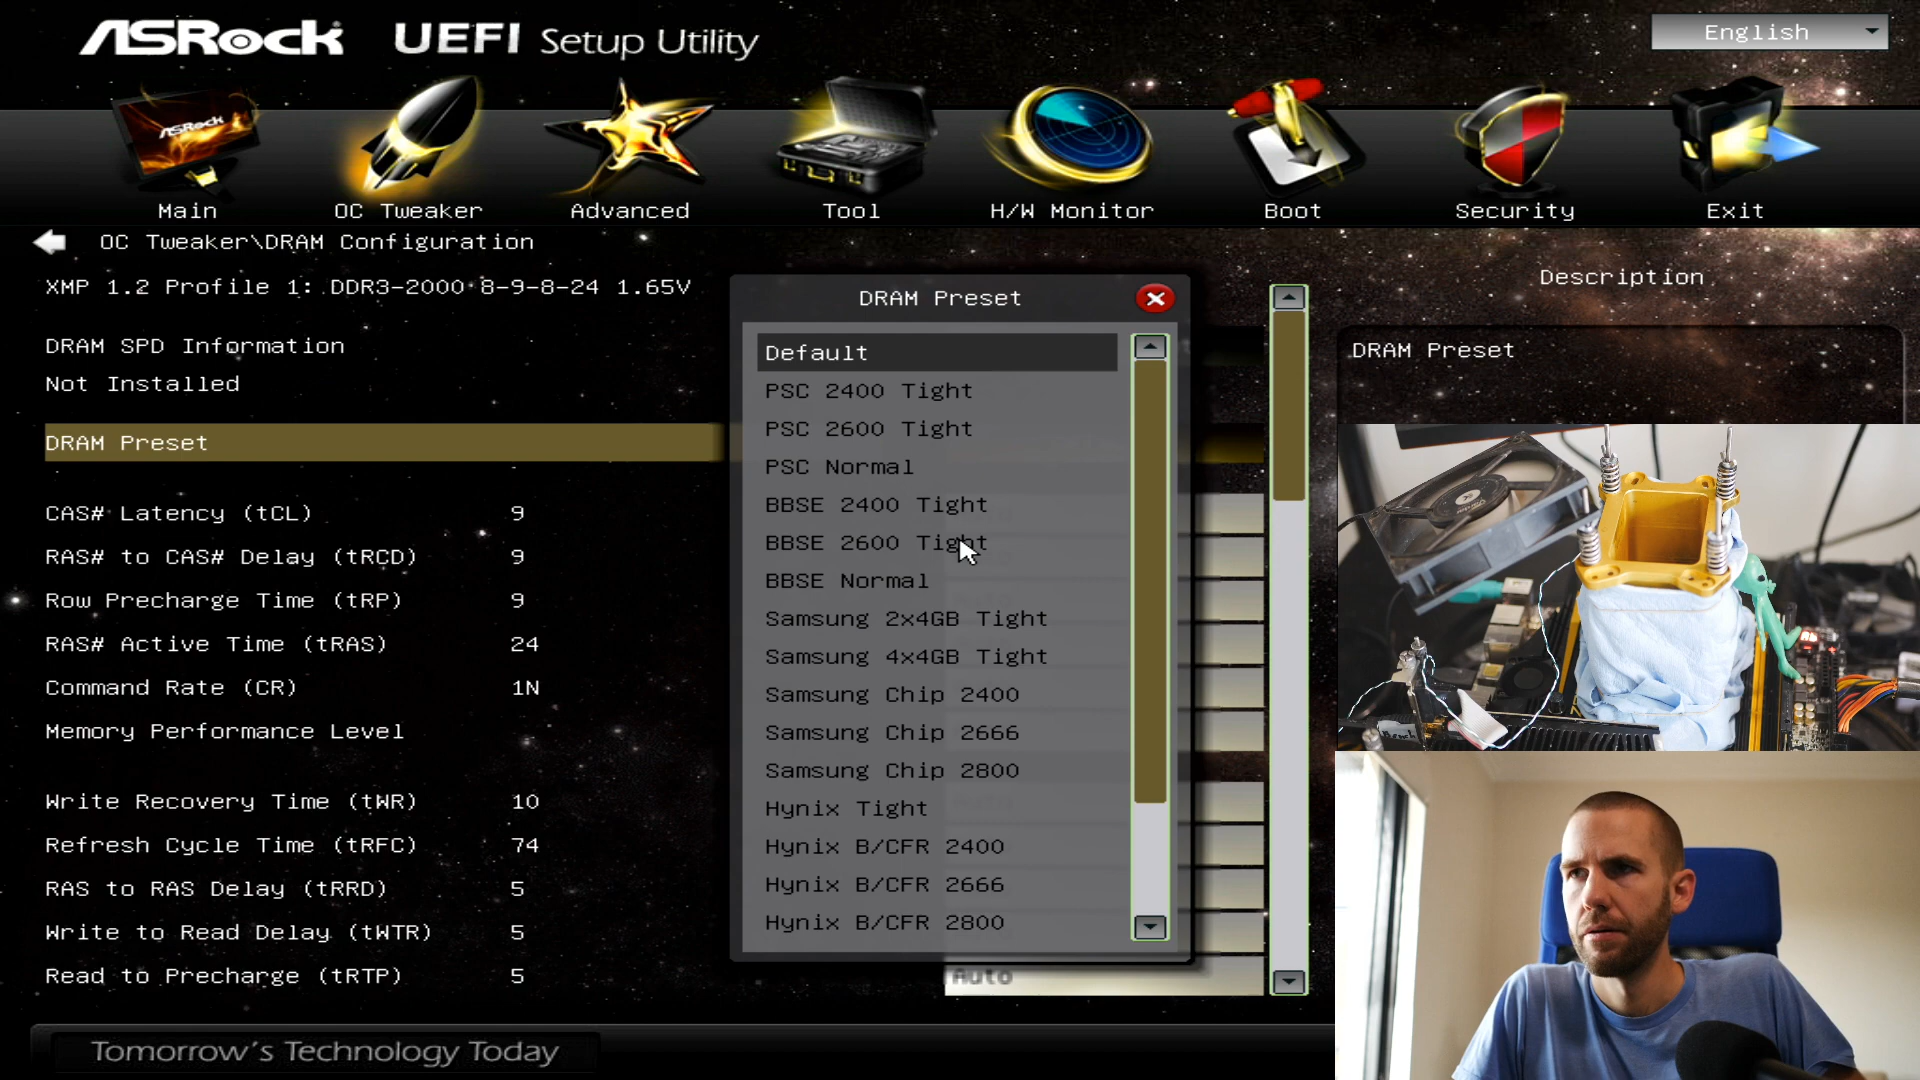 ASRock UEFI Setup Utility
English
Main
OC Tweaker
Advanced
Tool
H/W Monitor
Boot
Security
Exit
OC Tweaker\DRAM Configuration
XMP 1.2 Profile 1: DDR3-2000 8-9-8-24 1.65V
DRAM SPD Information
Not Installed
DRAM Preset
CAS# Latency (tCL) 9
RAS# to CAS# Delay (tRCD) 9
Row Precharge Time (tRP) 9
RAS# Active Time (tRAS) 24
Command Rate (CR) 1N
Memory Performance Level
Write Recovery Time (tWR) 10
Refresh Cycle Time (tRFC) 74
RAS to RAS Delay (tRRD) 5
Write to Read Delay (tWTR) 5
Read to Precharge (tRTP) 5
Auto
DRAM Preset
Default
PSC 2400 Tight
PSC 2600 Tight
PSC Normal
BBSE 2400 Tight
BBSE 2600 Tight
BBSE Normal
Samsung 2x4GB Tight
Samsung 4x4GB Tight
Samsung Chip 2400
Samsung Chip 2666
Samsung Chip 2800
Hynix Tight
Hynix B/CFR 2400
Hynix B/CFR 2666
Hynix B/CFR 2800
Description
DRAM Preset
Tomorrow's Technology Today